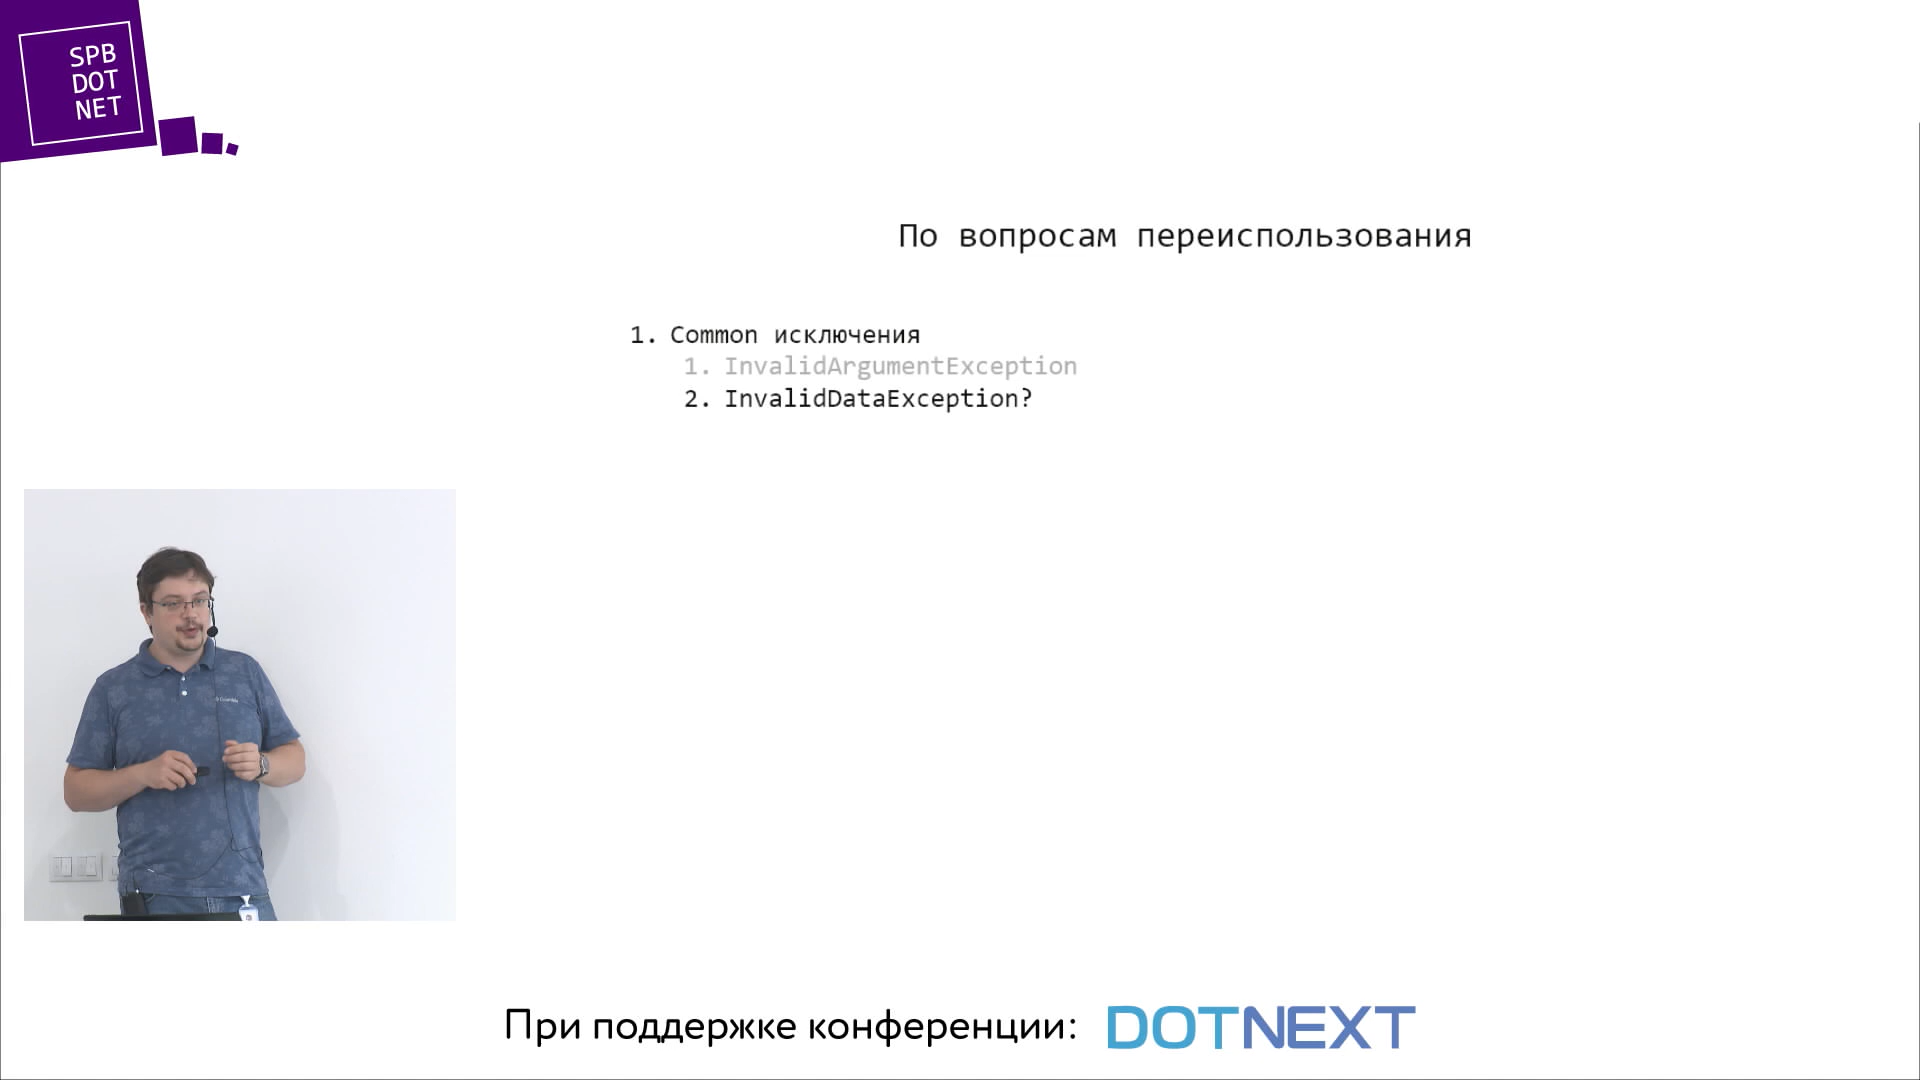 SPB
DOT
NET
По вопросам переиспользования
1. Common исключения
1. InvalidArgumentException
2. InvalidDataException?
При поддержке конференции: DOTNEXT